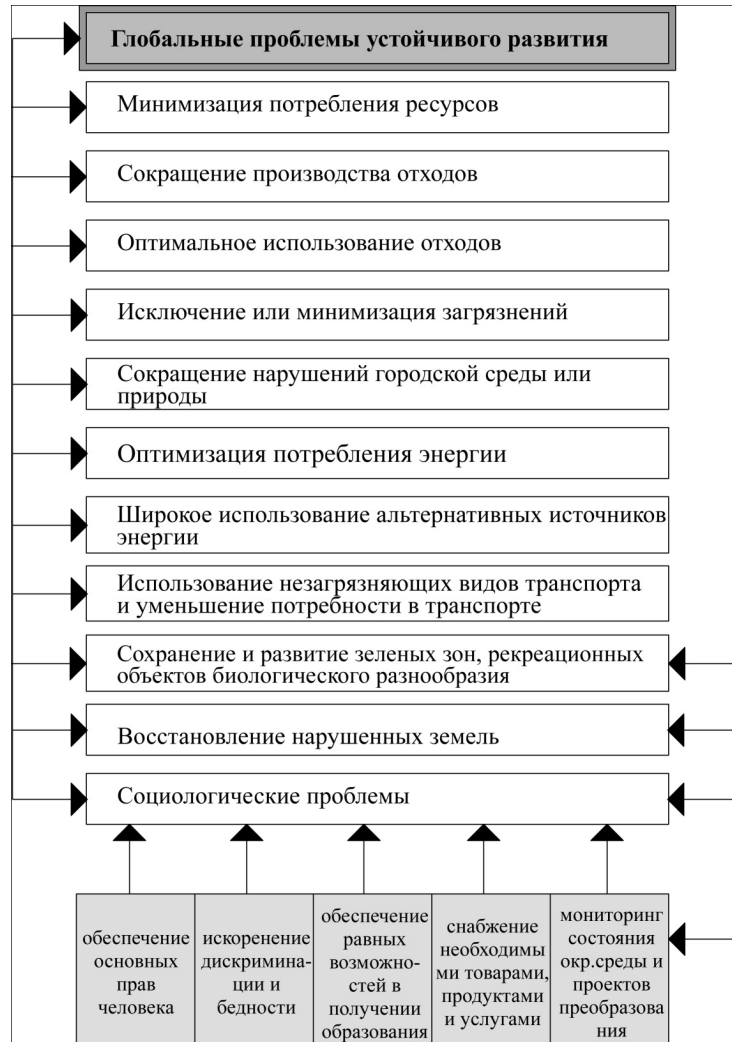 Глобальные проблемы устойчивого развития
Минимизация потребления ресурсов
Сокращение производства отходов
Оптимальное использование отходов
Исключение или минимизация загрязнений
Сокращение нарушений городской среды или
природы
Оптимизация потребления энергии
Широкое использование альтернативных источников
энергии
Использование незагрязняющих видов транспорта
и уменьшение потребности в транспорте
Сохранение и развитие зеленых зон, рекреационных
объектов биологического разнообразия
Восстановление нарушенных земель
Социологические проблемы
обеспечение
основных
прав
человека
искоренение
дискримина-
ции и
бедности
обеспечение
равных
возможно-
стей в
получении
образования
снабжение
необходимы
ми товарами,
продуктами
и услугами
мониторинг
состояния
окр.среды и
проектов
преобразова
ния